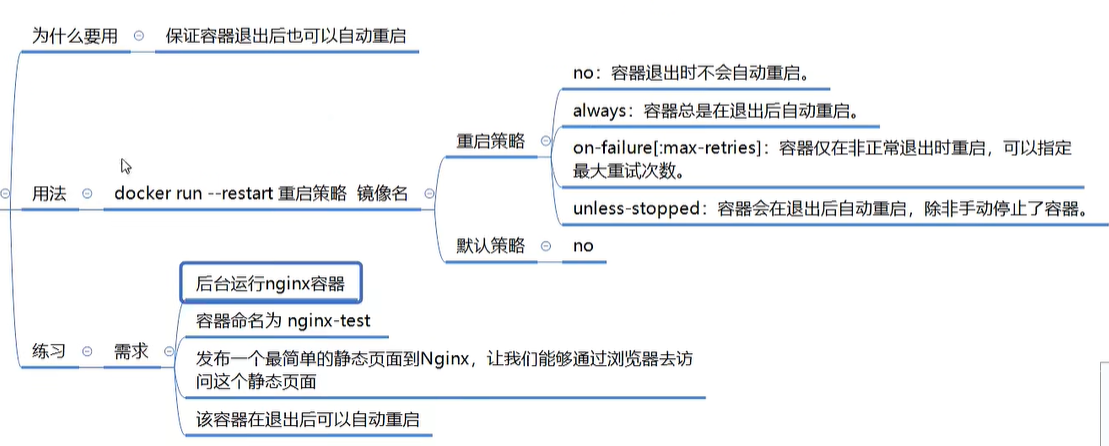 为什么要用
保证容器退出后也可以自动重启
用法
docker run --restart 重启策略 镜像名
重启策略
no：容器退出时不会自动重启。
always：容器总是在退出后自动重启。
on-failure[:max-retries]：容器仅在非正常退出时重启，可以指定
最大重试次数。
unless-stopped：容器会在退出后自动重启，除非手动停止了容器。
默认策略
no
练习
需求
后台运行nginx容器
容器命名为 nginx-test
发布一个最简单的静态页面到Nginx，让我们能够通过浏览器去访
问这个静态页面
该容器在退出后可以自动重启